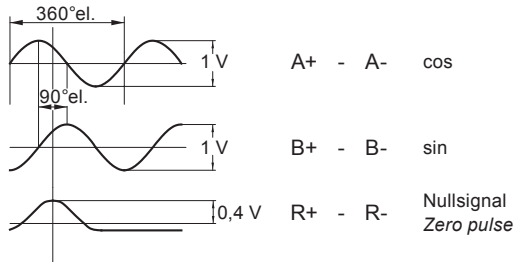 360°el.
1 V A+ - A- cos
90°el.
1 V B+ - B- sin
0,4 V R+ - R- Nullsignal
Zero pulse